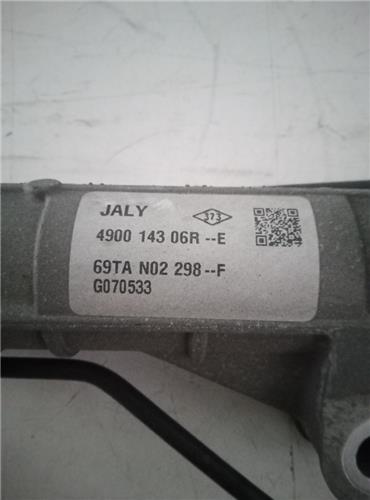 JALY 373
4900 143 06R --E
69TA N02 298--F
G070533